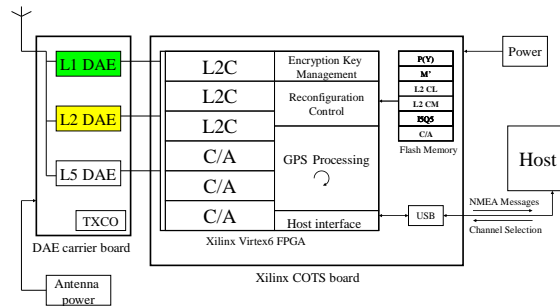 L1 DAE
L2 DAE
L5 DAE
TXCO
DAE carrier board
Antenna
power
L2C
L2C
L2C
C/A
C/A
C/A
Encryption Key
Management
Reconfiguration
Control
GPS Processing
Host interface
Xilinx Virtex6 FPGA
P(Y)
M'
L2 CL
L2 CM
I5Q5
C/A
Flash Memory
USB
Xilinx COTS board
Power
Host
NMEA Messages
Channel Selection